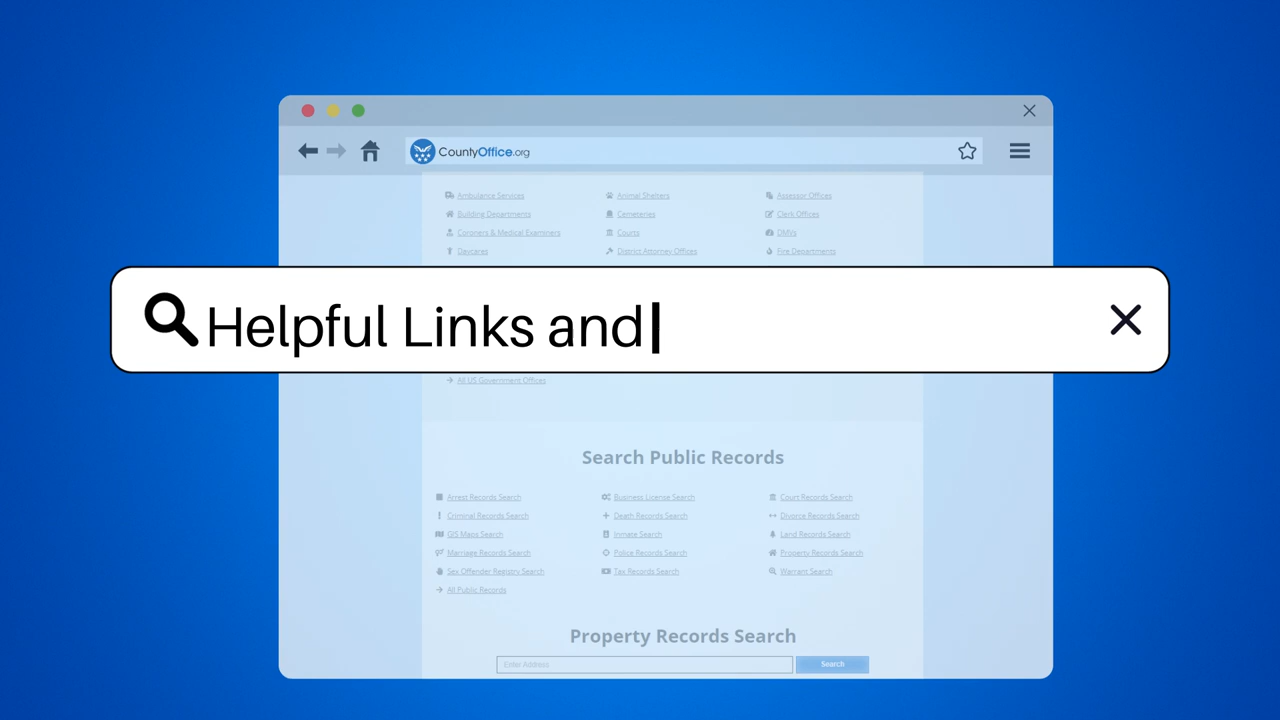 CountyOffice.org
Ambulance Services Animal Shelters Assessor Offices
Building Departments Cemeteries Clerk Offices
Coroners & Medical Examiners Courts DMVs
Daycares District Attorney Offices Fire Departments
Helpful Links and
All US Government Offices
Search Public Records
Arrest Records Search Business License Search Court Records Search
Criminal Records Search Death Records Search Divorce Records Search
GIS Maps Search Inmate Search Land Records Search
Marriage Records Search Police Records Search Property Records Search
Sex Offender Registry Search Tax Records Search Warrant Search
All Public Records
Property Records Search
Enter Address Search